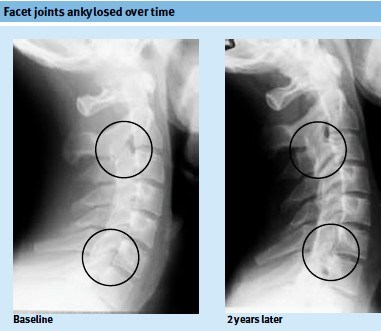 Facet joints ankylosed over time
Baseline
2 years later